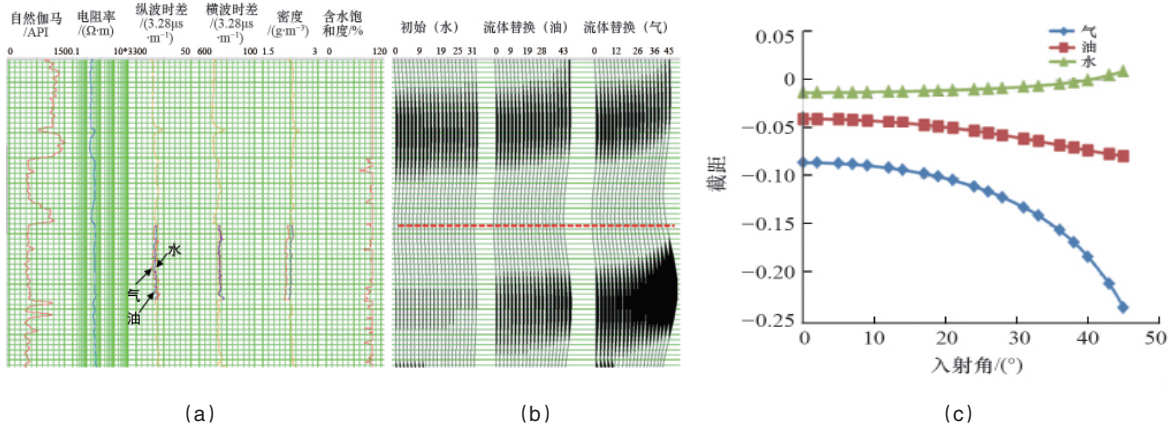 自然伽马
/API
电阻率
/(Ω·m)
纵波时差
/(3.28μs
·m⁻¹)
横波时差
/(3.28μs
·m⁻¹)
密度
/(g·m⁻³)
含水饱
和度/%
0 1500.1 10⁴3300 50 600 100 1.5 3 0 120
水
气
油
(a)
初始（水） 流体替换（油） 流体替换（气）
0 9 19 25 31 0 9 19 28 43 0 12 26 36 45
(b)
0.05
0
−0.05
−0.10
−0.15
−0.20
−0.25
截距
气
油
水
0 10 20 30 40 50
入射角/(°)
(c)